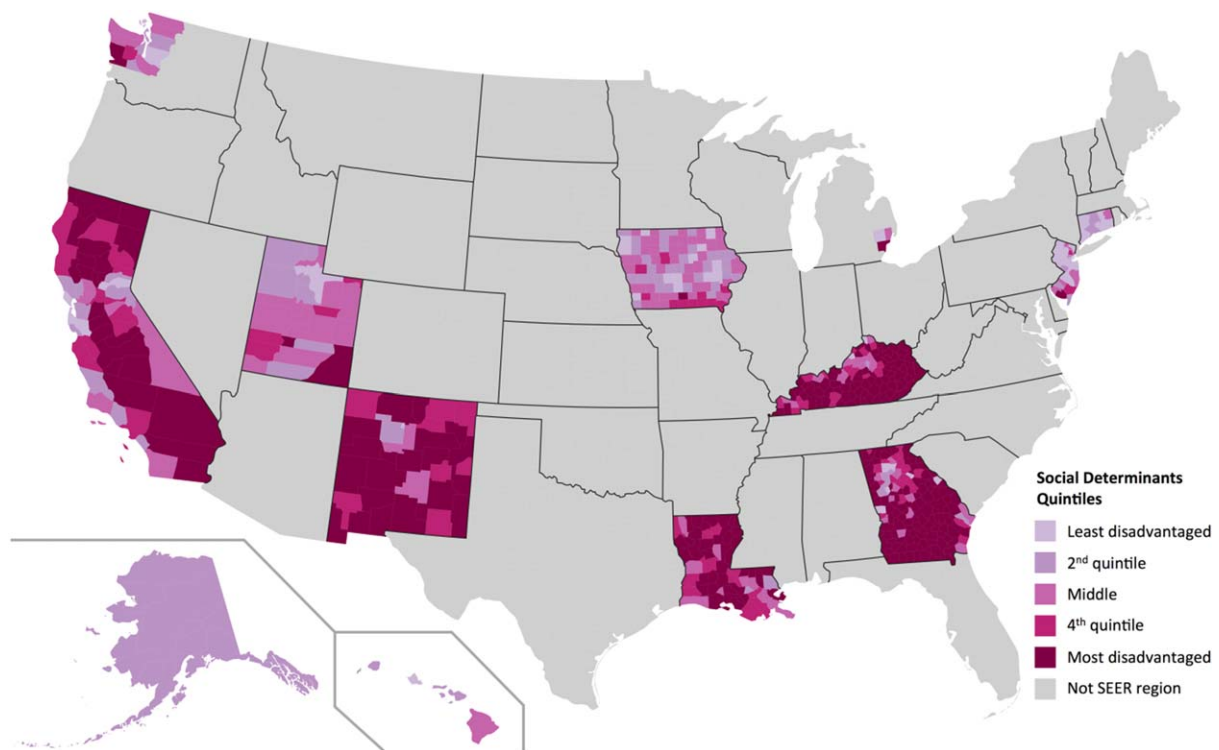 Social Determinants
Quintiles
Least disadvantaged
2nd quintile
Middle
4th quintile
Most disadvantaged
Not SEER region